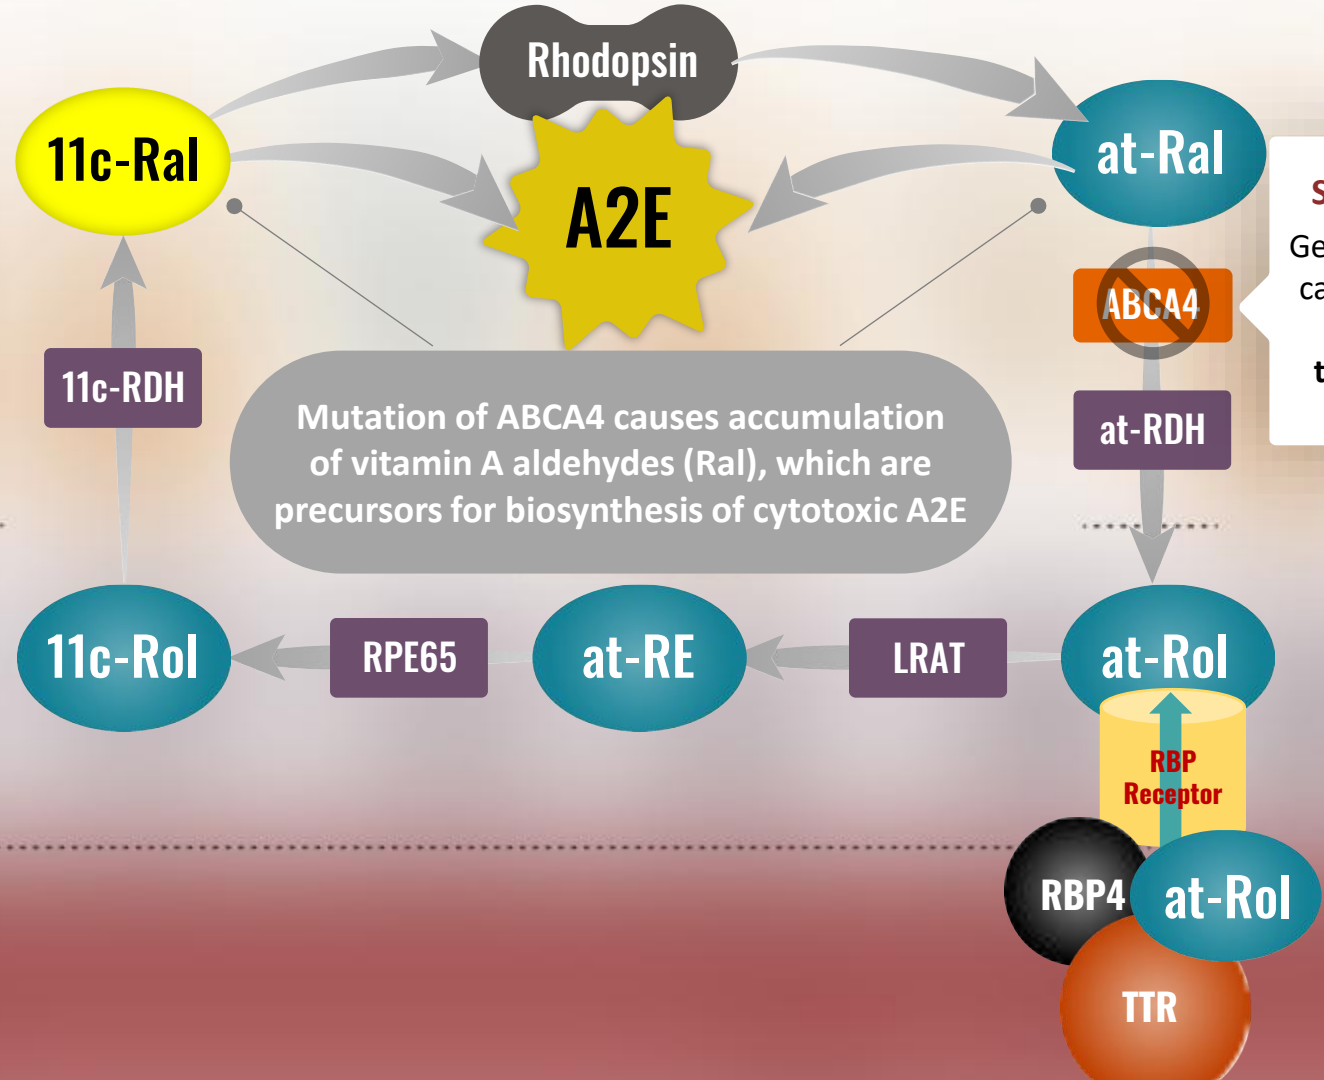 Rhodopsin
11c-Ral
at-Ral
A2E
ABCA4
11c-RDH
at-RDH
Mutation of ABCA4 causes accumulation
of vitamin A aldehydes (Ral), which are
precursors for biosynthesis of cytotoxic A2E
11c-Rol
RPE65
at-RE
LRAT
at-Rol
RBP
Receptor
RBP4
at-Rol
TTR